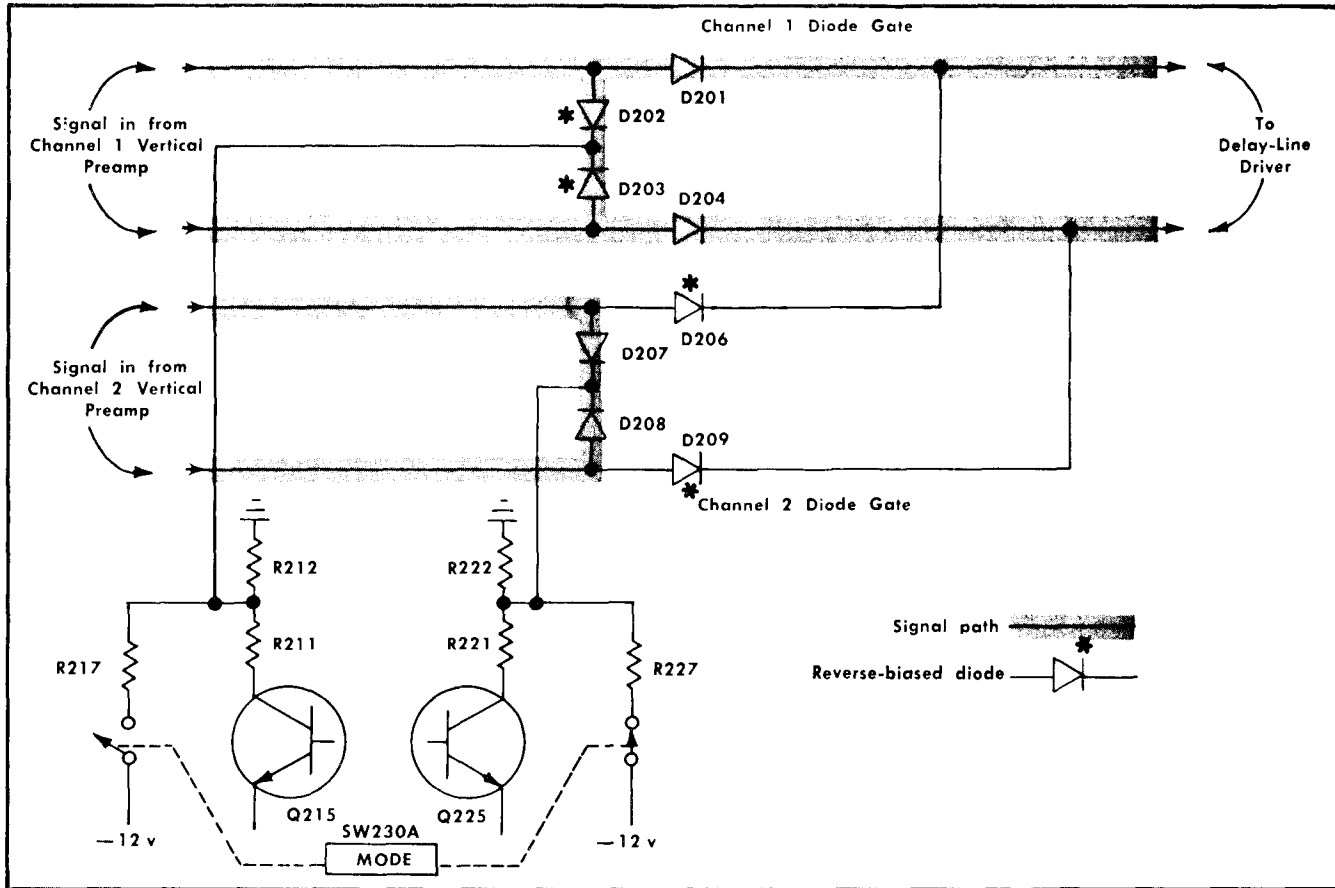 Channel 1 Diode Gate
D201
D202
*
Signal in from
Channel 1 Vertical
Preamp
To
Delay-Line
Driver
*
D203
D204
*
D206
D207
Signal in from
Channel 2 Vertical
Preamp
D208
D209
*
Channel 2 Diode Gate
R212
R222
R211
R221
R217
R227
Signal path
*
Reverse-biased diode
Q215
Q225
SW230A
MODE
—12 v
—12 v